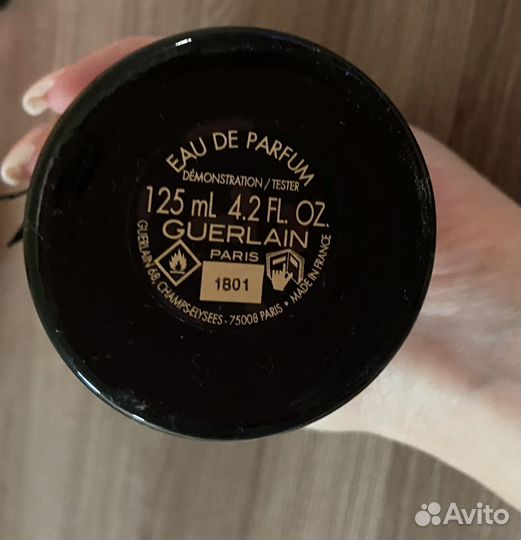 EAU DE PARFUM
DÉMONSTRATION / TESTER
125 mL 4.2 FL. OZ.
GUERLAIN
PARIS
1801
GUERLAIN 68, CHAMPS-ELYSEES - 75008 PARIS • MADE IN FRANCE
Avito